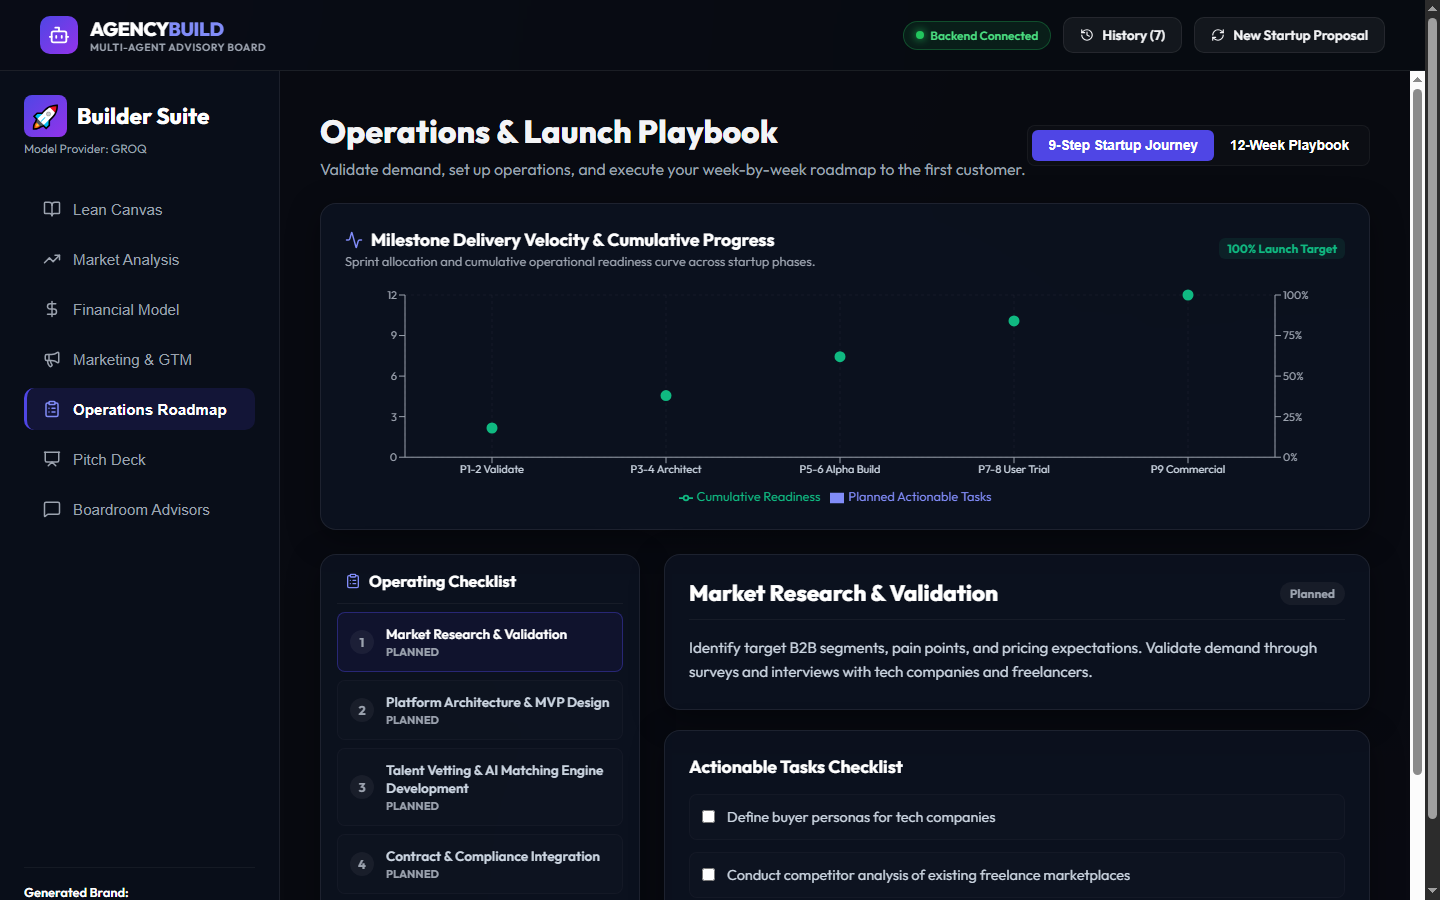 AGENCYBUILD
MULTI-AGENT ADVISORY BOARD
Backend Connected
History (7)
New Startup Proposal
Builder Suite
Model Provider: GROQ
Lean Canvas
Market Analysis
Financial Model
Marketing & GTM
Operations Roadmap
Pitch Deck
Boardroom Advisors
Generated Brand:
Operations & Launch Playbook
Validate demand, set up operations, and execute your week-by-week roadmap to the first customer.
9-Step Startup Journey
12-Week Playbook
Milestone Delivery Velocity & Cumulative Progress
Sprint allocation and cumulative operational readiness curve across startup phases.
100% Launch Target
12
9
6
3
0
100%
75%
50%
25%
0%
P1-2 Validate
P3-4 Architect
P5-6 Alpha Build
P7-8 User Trial
P9 Commercial
Cumulative Readiness
Planned Actionable Tasks
Operating Checklist
1
Market Research & Validation
PLANNED
2
Platform Architecture & MVP Design
PLANNED
3
Talent Vetting & AI Matching Engine
Development
PLANNED
4
Contract & Compliance Integration
PLANNED
Market Research & Validation
Planned
Identify target B2B segments, pain points, and pricing expectations. Validate demand through
surveys and interviews with tech companies and freelancers.
Actionable Tasks Checklist
Define buyer personas for tech companies
Conduct competitor analysis of existing freelance marketplaces